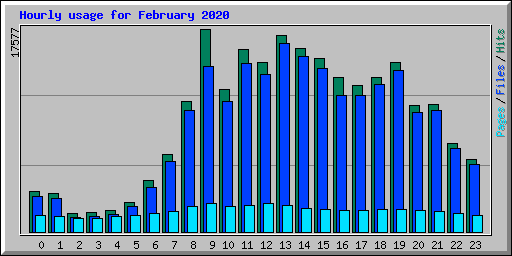 Hourly usage for February 2020
17577
Pages/Files/Hits
0 1 2 3 4 5 6 7 8 9 10 11 12 13 14 15 16 17 18 19 20 21 22 23